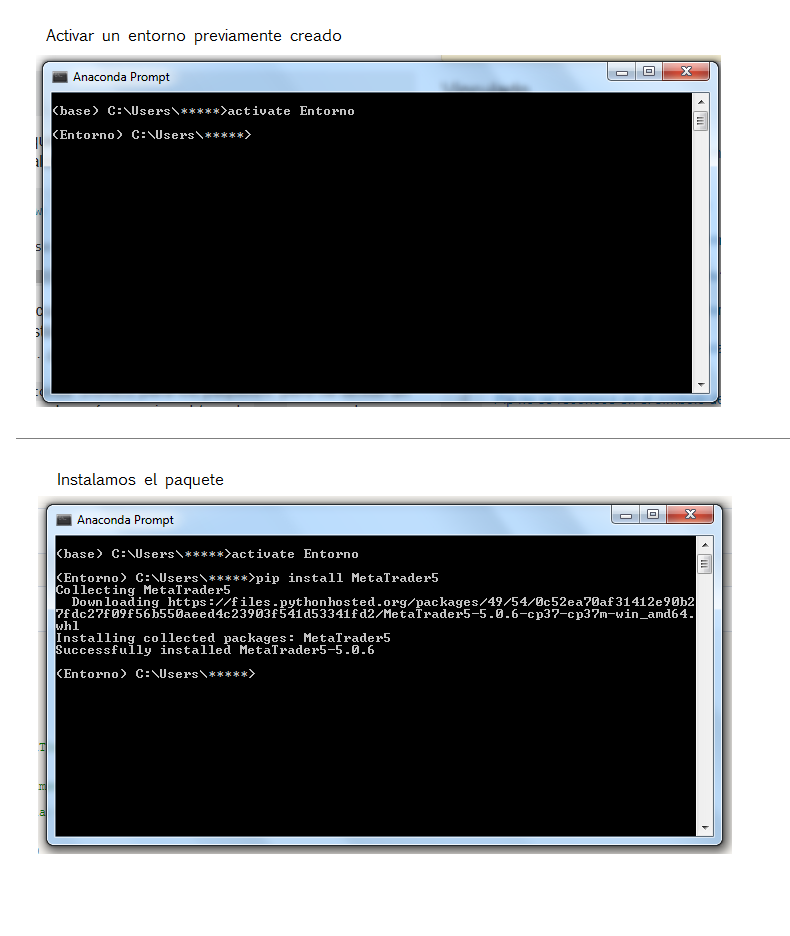 Activar un entorno previamente creado
Anaconda Prompt
(base) C:\Users\*****>activate Entorno
(Entorno) C:\Users\*****>
Instalamos el paquete
Anaconda Prompt
(base) C:\Users\*****>activate Entorno
(Entorno) C:\Users\*****>pip install MetaTrader5
Collecting MetaTrader5
Downloading https://files.pythonhosted.org/packages/49/54/0c52ea70af31412e90b2
7fdc27f09f56b550aeed4c23903f541d53341fd2/MetaTrader5-5.0.6-cp37-cp37m-win_amd64.
whl
Installing collected packages: MetaTrader5
Successfully installed MetaTrader5-5.0.6
(Entorno) C:\Users\*****>